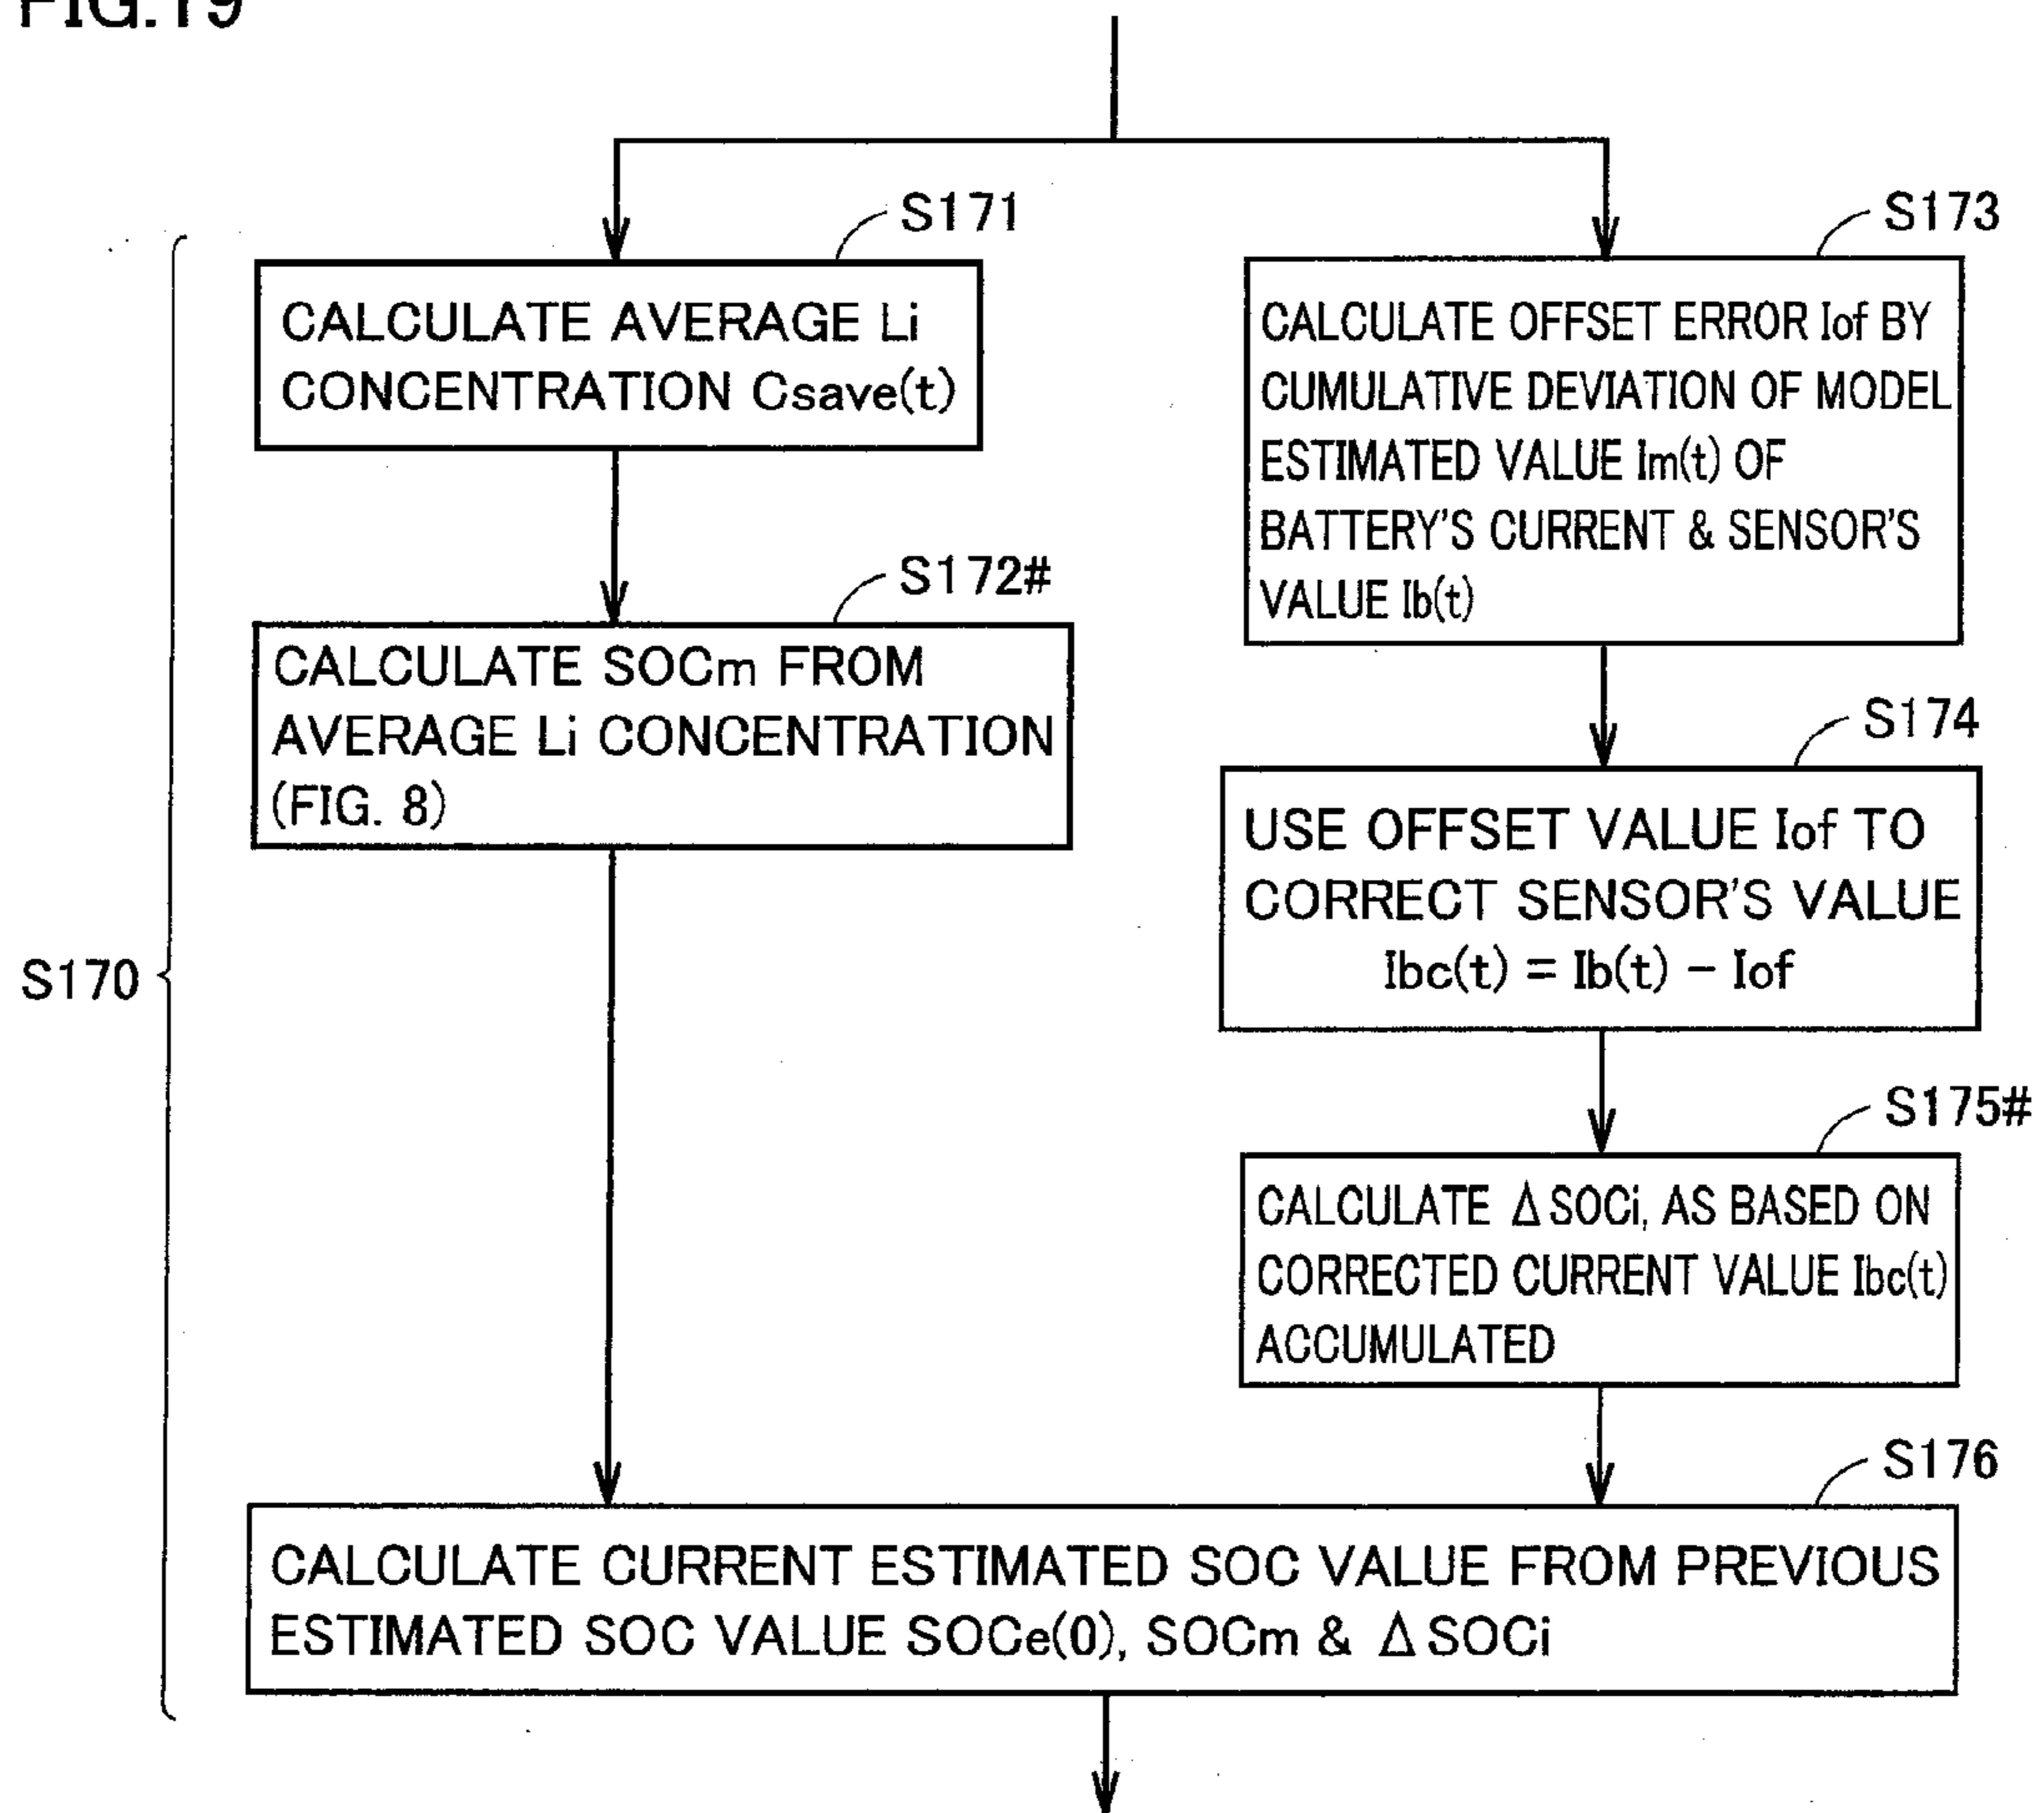 FIG.19
S171
CALCULATE AVERAGE Li
CONCENTRATION Csave(t)
S172#
CALCULATE SOCm FROM
AVERAGE Li CONCENTRATION
(FIG. 8)
S173
CALCULATE OFFSET ERROR Iof BY
CUMULATIVE DEVIATION OF MODEL
ESTIMATED VALUE Im(t) OF
BATTERY'S CURRENT & SENSOR'S
VALUE Ib(t)
S174
USE OFFSET VALUE Iof TO
CORRECT SENSOR'S VALUE
Ibc(t) = Ib(t) − Iof
S170
S175#
CALCULATE Δ SOCi, AS BASED ON
CORRECTED CURRENT VALUE Ibc(t)
ACCUMULATED
S176
CALCULATE CURRENT ESTIMATED SOC VALUE FROM PREVIOUS
ESTIMATED SOC VALUE SOCe(0), SOCm & Δ SOCi